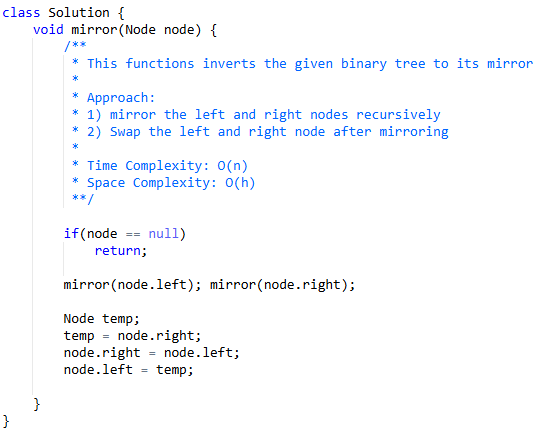 class Solution {
    void mirror(Node node) {
        /**
         * This functions inverts the given binary tree to its mirror
         *
         * Approach:
         * 1) mirror the left and right nodes recursively
         * 2) Swap the left and right node after mirroring
         *
         * Time Complexity: O(n)
         * Space Complexity: O(h)
         **/
        if(node == null)
            return;
        mirror(node.left); mirror(node.right);
        Node temp;
        temp = node.right;
        node.right = node.left;
        node.left = temp;
    }
}